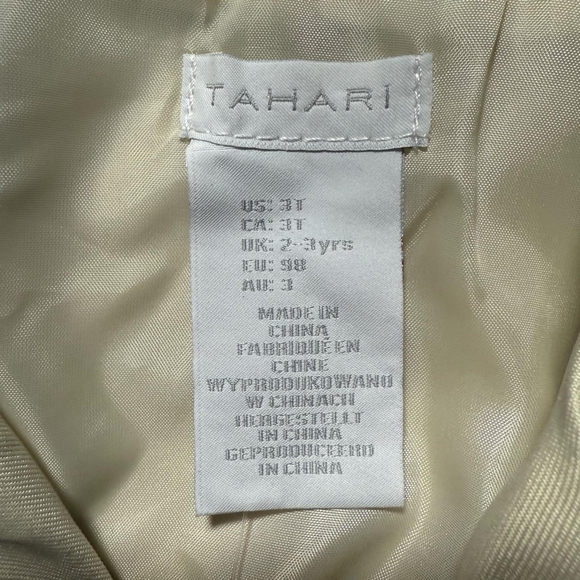 TAHARI
US: 3T
CA: 3T
UK: 2-3yrs
EU: 98
AU: 3
MADE IN
CHINA
FABRIQUÉ EN
CHINE
WYPRODUKOWANO
W CHINACH
HERGESTELLT
IN CHINA
GEPRODUCEERD
IN CHINA